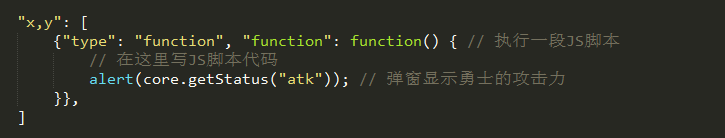 "x,y": [
    {"type": "function", "function": function() { // 执行一段JS脚本
        // 在这里写JS脚本代码
        alert(core.getStatus("atk")); // 弹窗显示勇士的攻击力
    }},
]